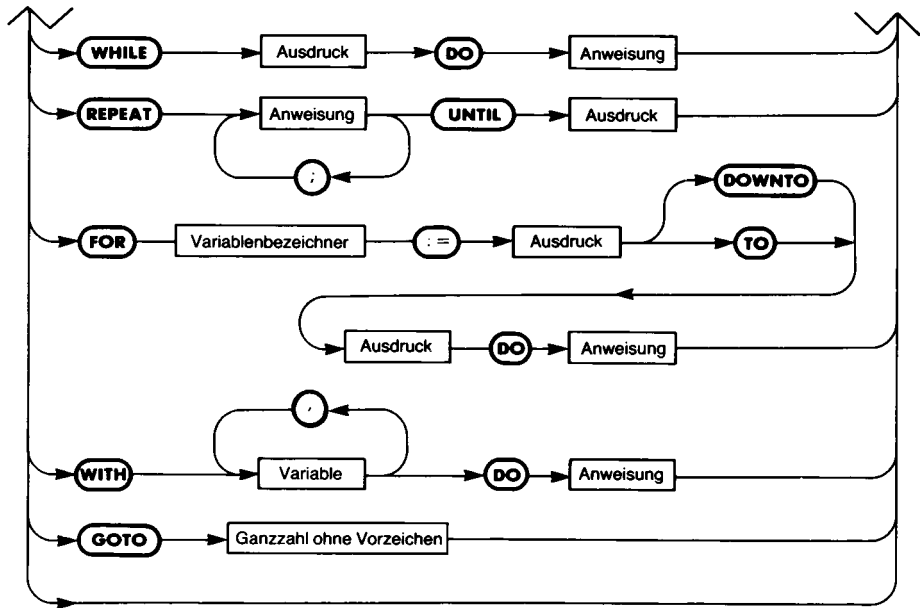 WHILE Ausdruck DO Anweisung
REPEAT Anweisung UNTIL Ausdruck
;
DOWNTO
FOR Variablenbezeichner := Ausdruck TO
Ausdruck DO Anweisung
,
WITH Variable DO Anweisung
GOTO Ganzzahl ohne Vorzeichen